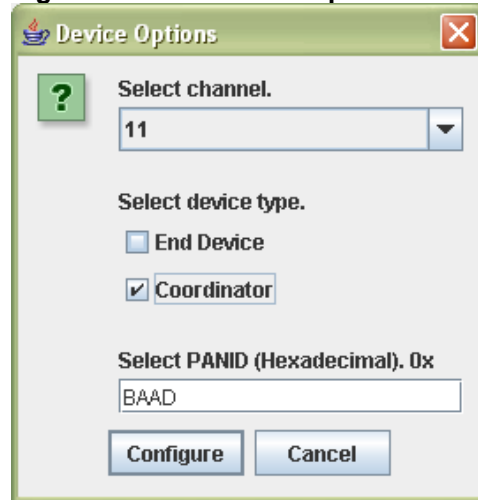 Device Options
?
Select channel.
11
Select device type.
End Device
Coordinator
Select PANID (Hexadecimal). 0x
BAAD
Configure Cancel